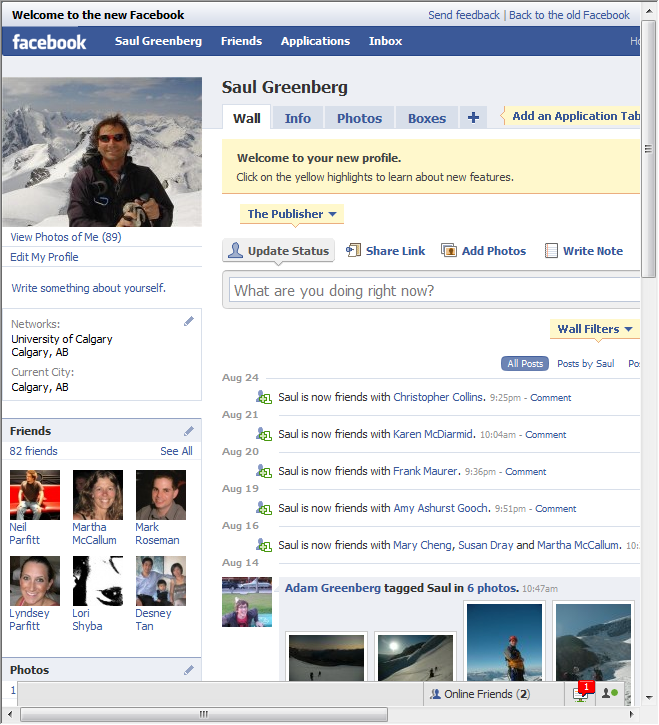 Welcome to the new Facebook
Send feedback | Back to the old Facebook
facebook
Saul Greenberg Friends Applications Inbox
Saul Greenberg
Wall Info Photos Boxes + Add an Application Tab
Welcome to your new profile.
Click on the yellow highlights to learn about new features.
The Publisher
View Photos of Me (89)
Edit My Profile
Update Status Share Link Add Photos Write Note
Write something about yourself.
What are you doing right now?
Networks:
University of Calgary
Calgary, AB
Current City:
Calgary, AB
Wall Filters
All Posts Posts by Saul
Aug 24
Saul is now friends with Christopher Collins. 9:25pm - Comment
Aug 21
Saul is now friends with Karen McDiarmid. 10:04am - Comment
Aug 20
Saul is now friends with Frank Maurer. 9:36pm - Comment
Aug 19
Saul is now friends with Amy Ashurst Gooch. 9:51pm - Comment
Aug 16
Saul is now friends with Mary Cheng, Susan Dray and Martha McCallum. 10:
Aug 14
Adam Greenberg tagged Saul in 6 photos. 10:47am
Friends
82 friends See All
Neil Parfitt
Martha McCallum
Mark Roseman
Lyndsey Parfitt
Lori Shyba
Desney Tan
Photos
1
Online Friends (2)
1